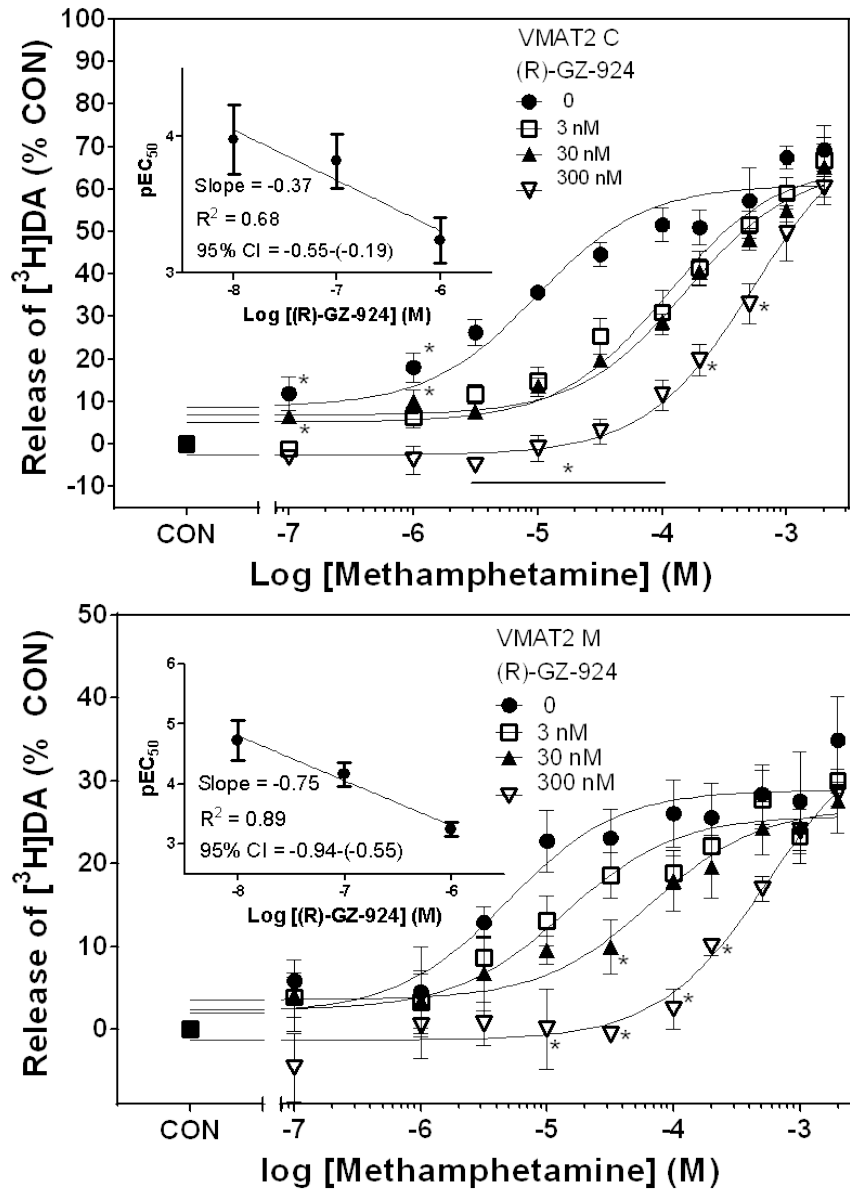 100
90
80
70
60
50
40
30
20
10
0
-10
Release of [³H]DA (% CON)
VMAT2 C
(R)-GZ-924
0
3 nM
30 nM
300 nM
4
3
pEC₅₀
Slope = -0.37
R² = 0.68
95% CI = -0.55-(-0.19)
-8 -7 -6
Log [(R)-GZ-924] (M)
*
*
*
*
*
*
*
CON -7 -6 -5 -4 -3
Log [Methamphetamine] (M)
50
40
30
20
10
0
Release of [³H]DA (% CON)
VMAT2 M
(R)-GZ-924
0
3 nM
30 nM
300 nM
6
5
4
3
pEC₅₀
Slope = -0.75
R² = 0.89
95% CI = -0.94-(-0.55)
-8 -7 -6
Log [(R)-GZ-924] (M)
*
*
*
*
*
CON -7 -6 -5 -4 -3
log [Methamphetamine] (M)